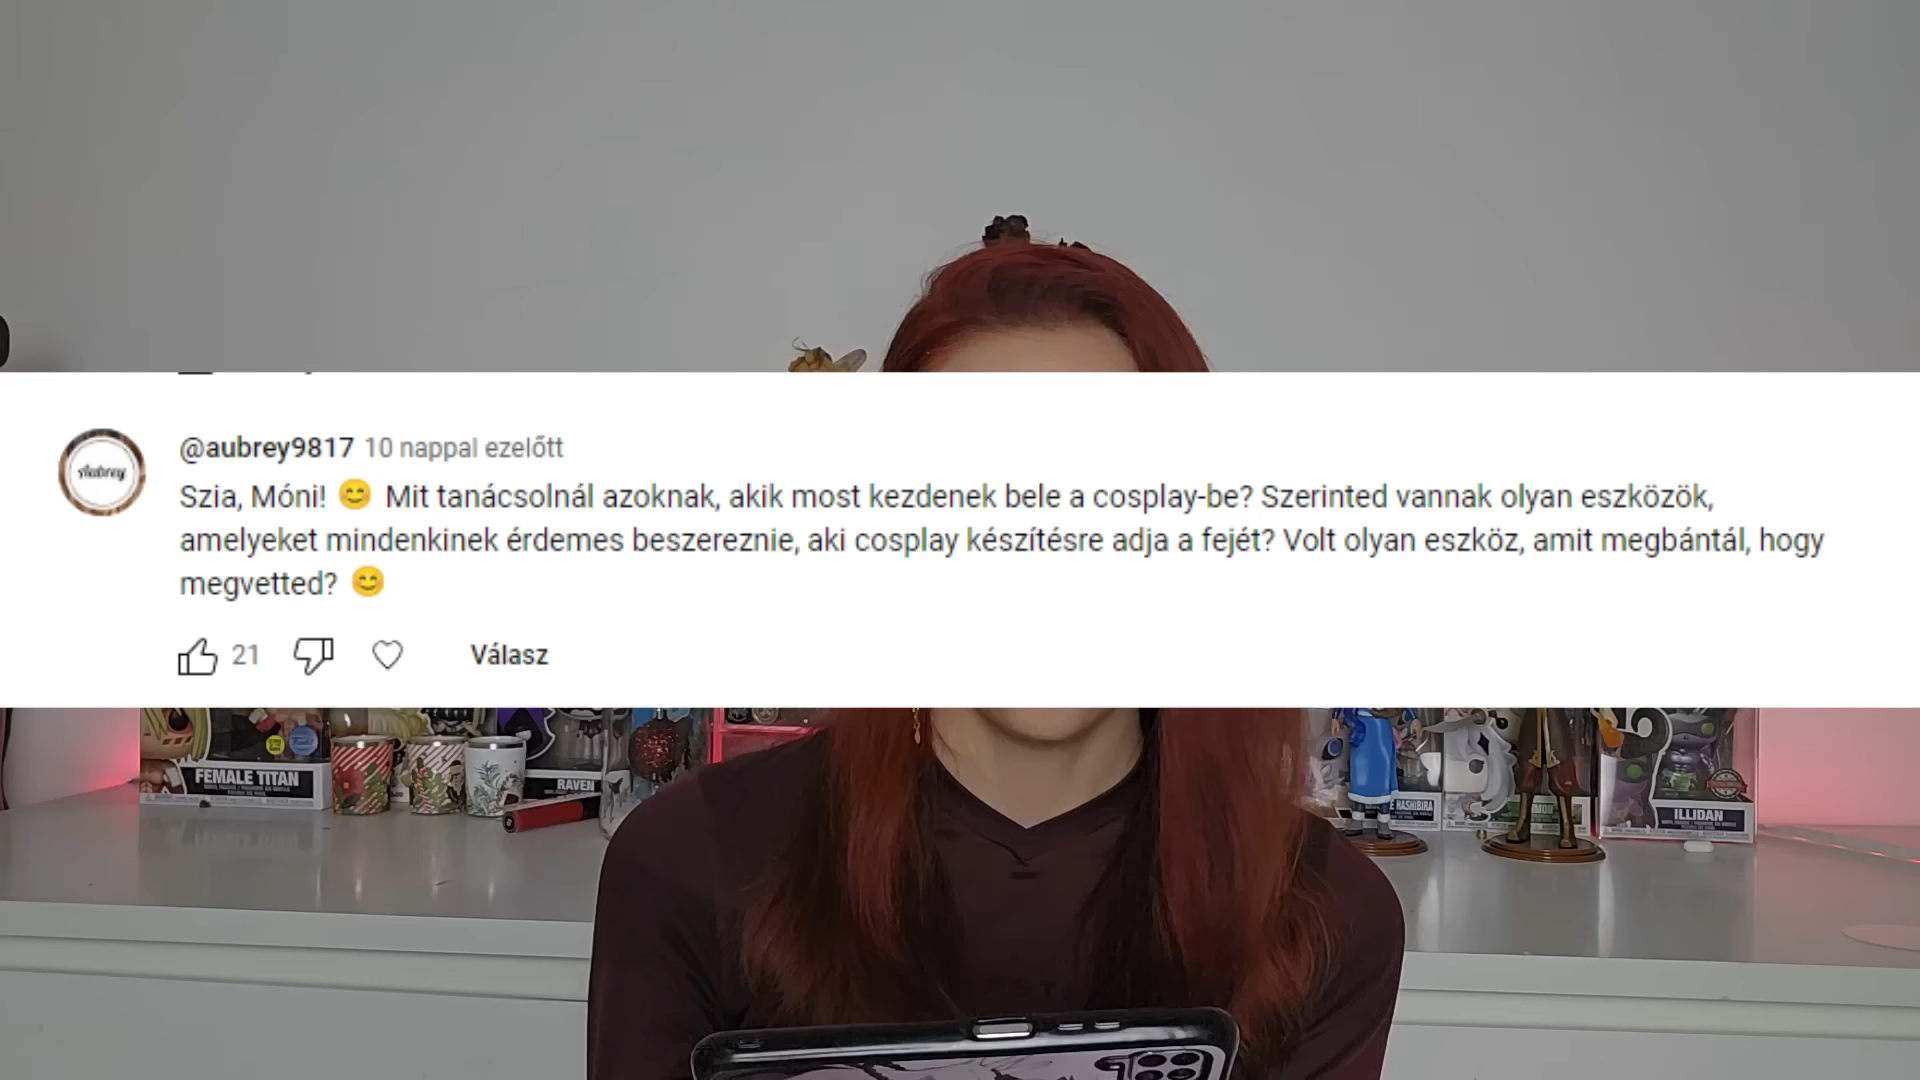 @aubrey9817 10 nappal ezelőtt
Aubrey
Szia, Móni! 😊 Mit tanácsolnál azoknak, akik most kezdenek bele a cosplay-be? Szerinted vannak olyan eszközök,
amelyeket mindenkinek érdemes beszereznie, aki cosplay készítésre adja a fejét? Volt olyan eszköz, amit megbántál, hogy
megvetted? 😊
21
Válasz
FEMALE TITAN
RAVEN
HASHIBIRA
ILLIDAN